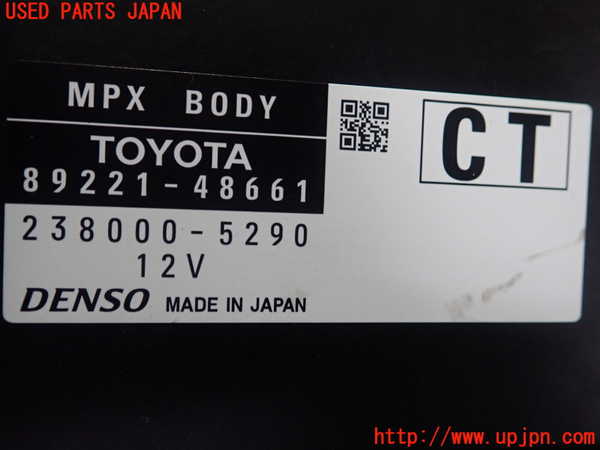 USED PARTS JAPAN
MPX BODY
TOYOTA
89221-48661
238000-5290
12V
DENSO MADE IN JAPAN
CT
http://www.upjpn.com/